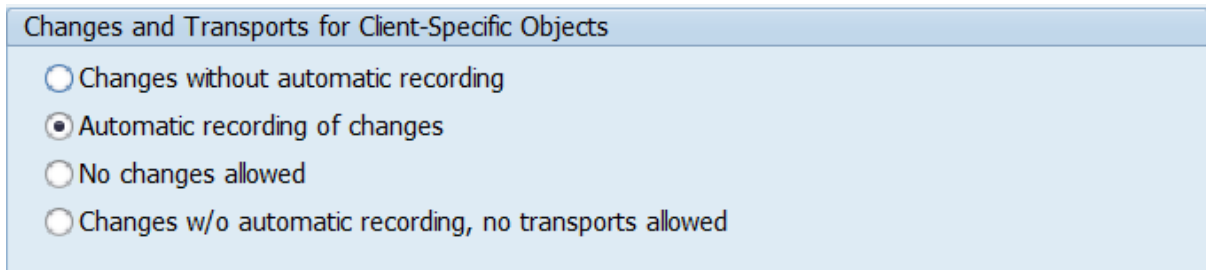 Changes and Transports for Client-Specific Objects
Changes without automatic recording
Automatic recording of changes
No changes allowed
Changes w/o automatic recording, no transports allowed